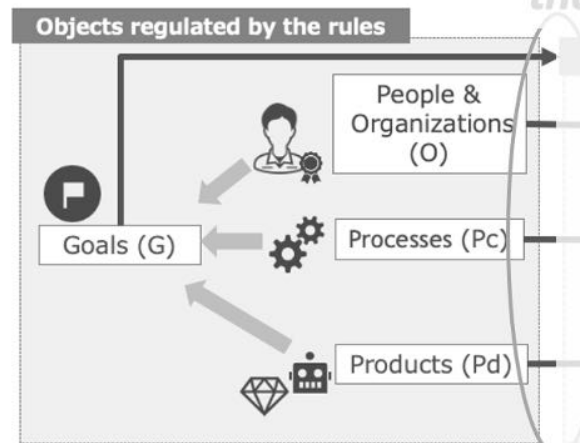 Objects regulated by the rules
People &
Organizations
(O)
Goals (G)
Processes (Pc)
Products (Pd)